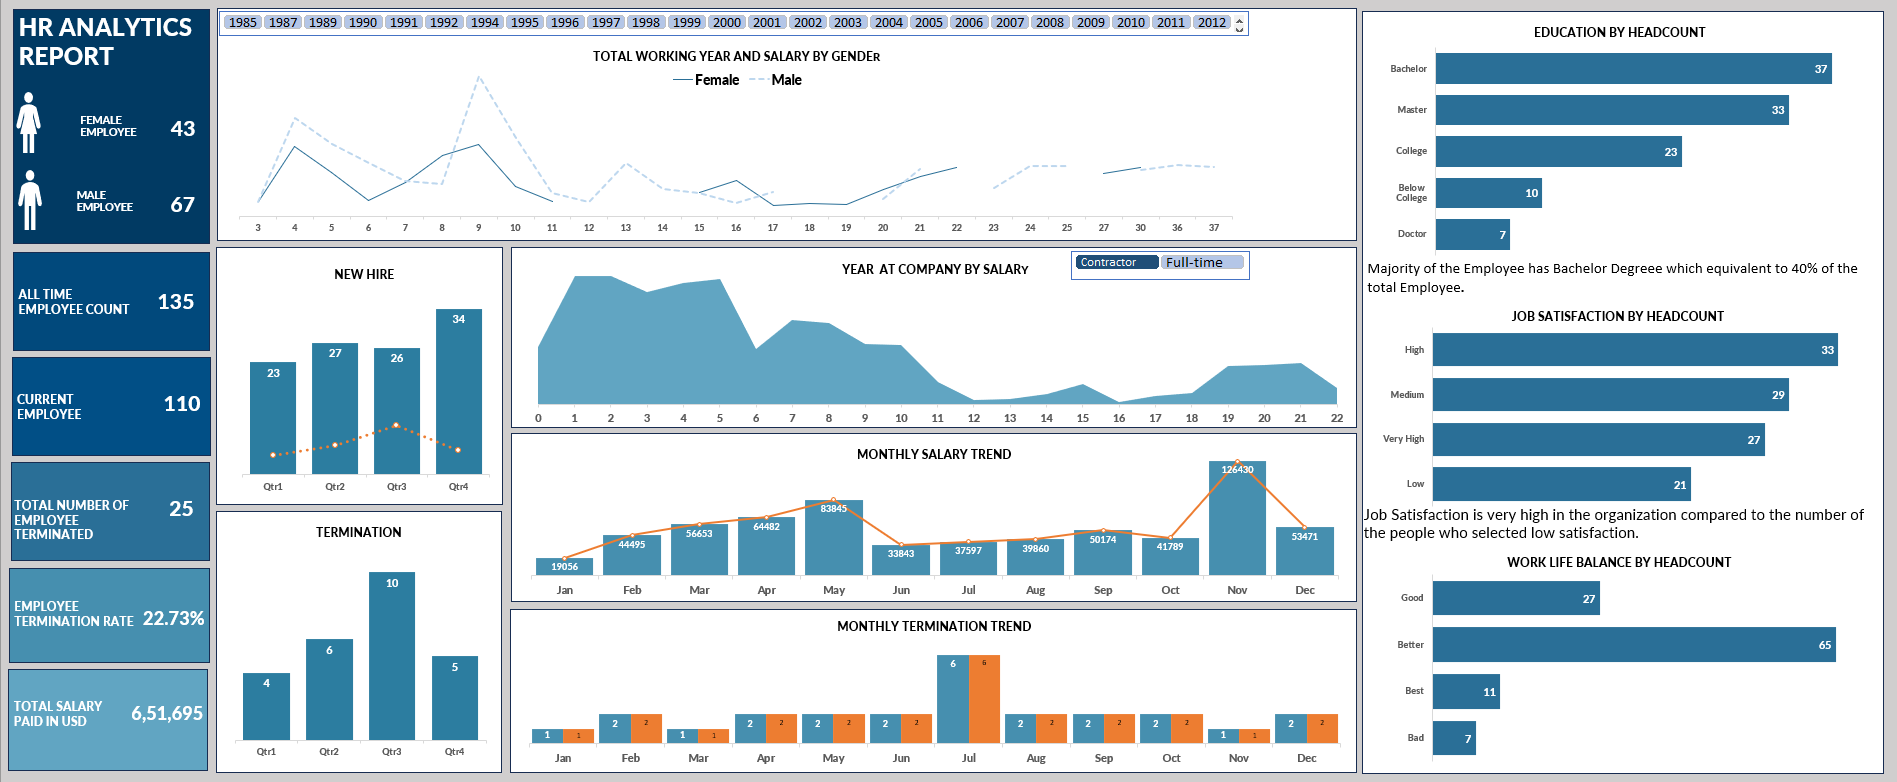 HR ANALYTICS
REPORT
FEMALE
EMPLOYEE
43
MALE
EMPLOYEE
67
ALL TIME
EMPLOYEE COUNT
135
CURRENT
EMPLOYEE
110
TOTAL NUMBER OF
EMPLOYEE
TERMINATED
25
EMPLOYEE
TERMINATION RATE
22.73%
TOTAL SALARY
PAID IN USD
6,51,695
1985 1987 1989 1990 1991 1992 1994 1995 1996 1997 1998 1999 2000 2001 2002 2003 2004 2005 2006 2007 2008 2009 2010 2011 2012
TOTAL WORKING YEAR AND SALARY BY GENDER
Female Male
3 4 5 6 7 8 9 10 11 12 13 14 15 16 17 18 19 20 21 22 23 24 25 27 30 36 37
NEW HIRE
23 27 26 34
Qtr1 Qtr2 Qtr3 Qtr4
TERMINATION
4 6 10 5
Qtr1 Qtr2 Qtr3 Qtr4
YEAR AT COMPANY BY SALARY
Contractor Full-time
0 1 2 3 4 5 6 7 8 9 10 11 12 13 14 15 16 17 18 19 20 21 22
MONTHLY SALARY TREND
19056 44495 56653 64482 83845 33843 37597 39860 50174 41789 126430 53471
Jan Feb Mar Apr May Jun Jul Aug Sep Oct Nov Dec
MONTHLY TERMINATION TREND
1 1 2 2 1 1 2 2 2 2 2 2 6 6 2 2 2 2 2 2 1 1 2 2
Jan Feb Mar Apr May Jun Jul Aug Sep Oct Nov Dec
EDUCATION BY HEADCOUNT
Bachelor 37
Master 33
College 23
Below
College
10
Doctor 7
Majority of the Employee has Bachelor Degreee which equivalent to 40% of the
total Employee.
JOB SATISFACTION BY HEADCOUNT
High 33
Medium 29
Very High 27
Low 21
Job Satisfaction is very high in the organization compared to the number of
the people who selected low satisfaction.
WORK LIFE BALANCE BY HEADCOUNT
Good 27
Better 65
Best 11
Bad 7